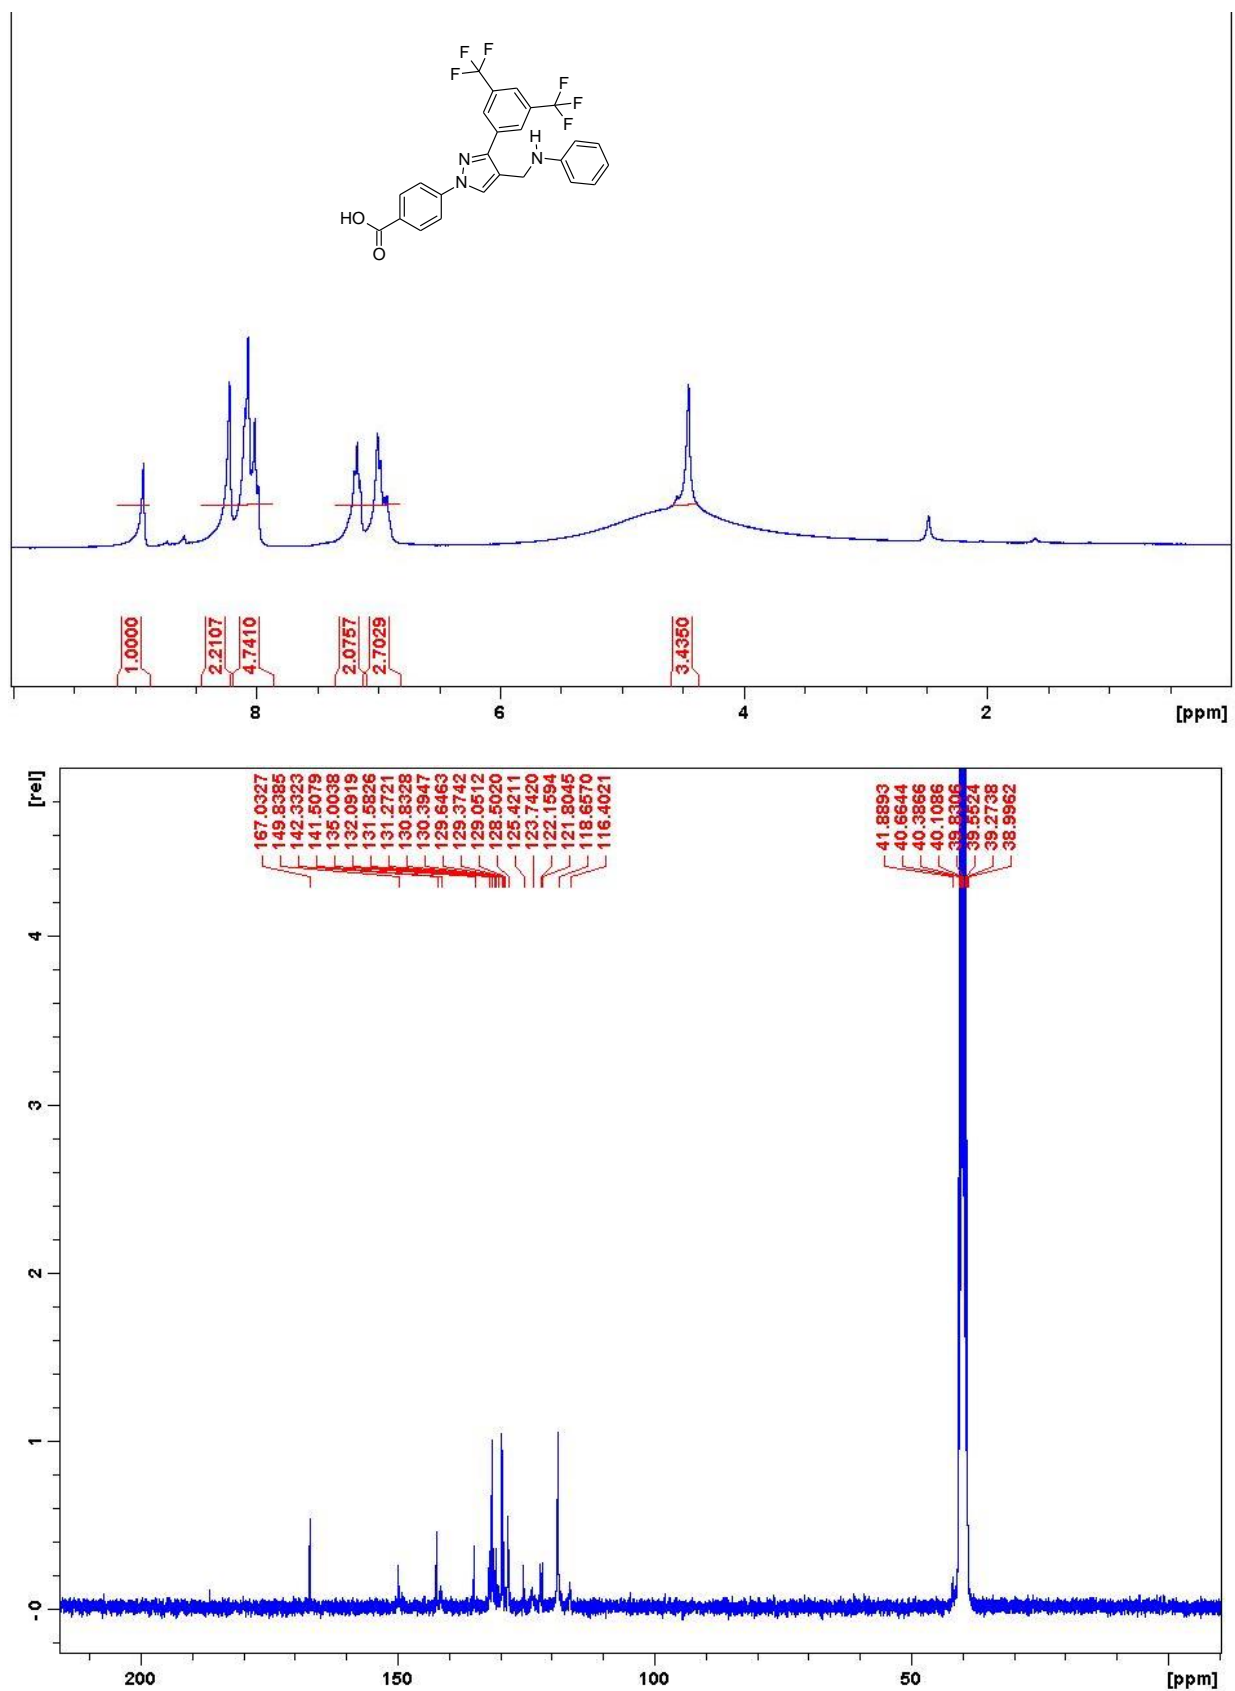 F F
F
F
F
F
H
N
N
N
HO
O
1.0000
2.2107
4.7410
2.0757
2.7029
3.4350
8 6 4 2 [ppm]
[rel]
167.0327
149.8385
142.3323
141.5079
135.0038
132.0919
131.5826
131.2721
130.8328
130.3947
129.6463
129.3742
129.0512
128.5020
125.4211
123.7420
122.1594
121.8045
118.6570
116.4021
41.8893
40.6644
40.3866
40.1086
39.8306
39.5524
39.2738
38.9962
4
3
2
1
-0
200 150 100 50 [ppm]